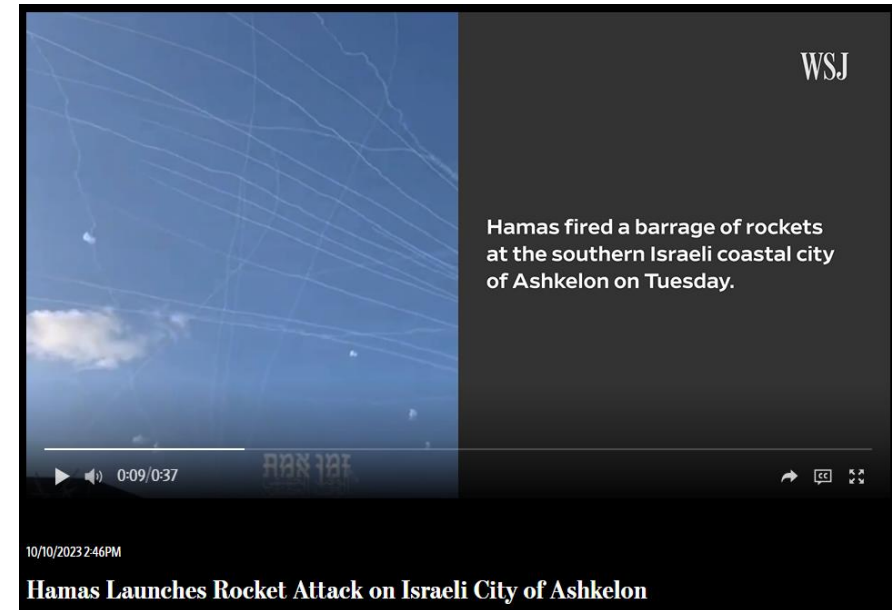 WSJ
Hamas fired a barrage of rockets
at the southern Israeli coastal city
of Ashkelon on Tuesday.
0:09/0:37
CC
10/10/2023 2:46PM
Hamas Launches Rocket Attack on Israeli City of Ashkelon